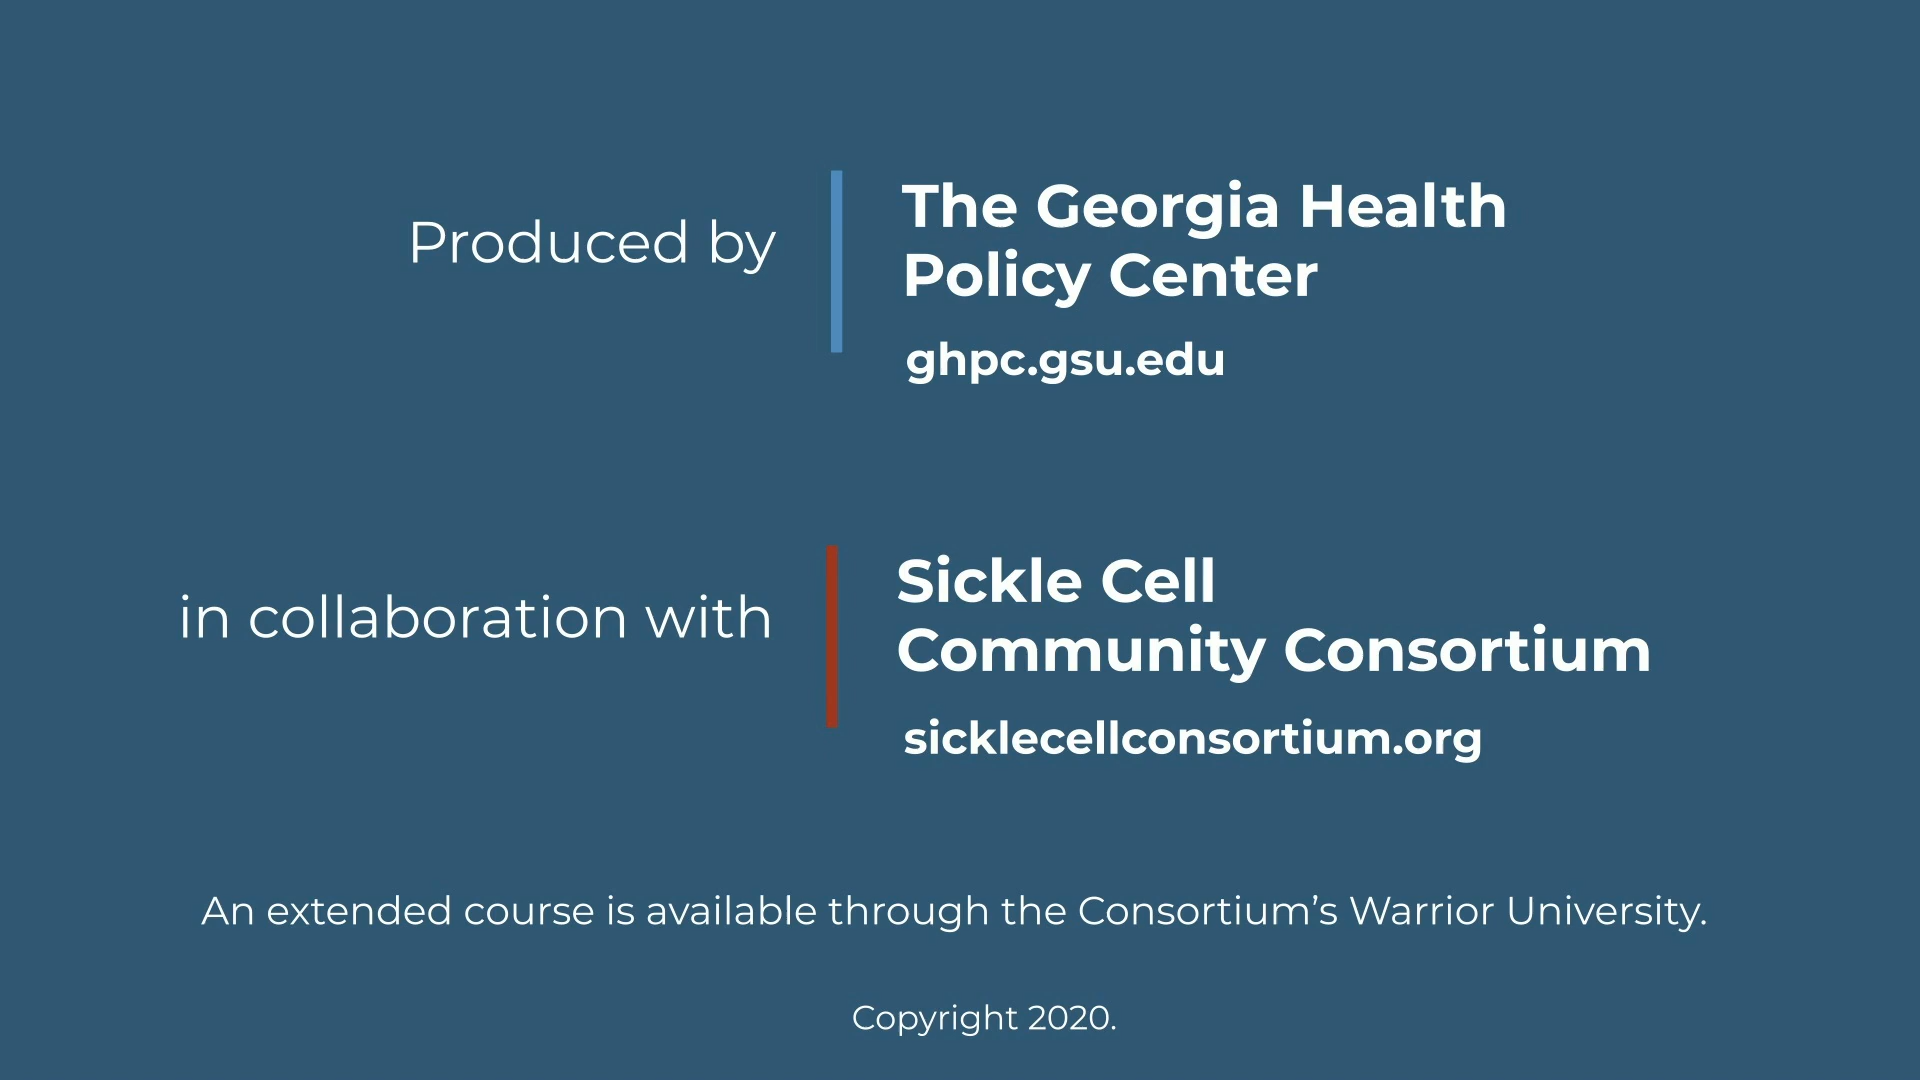 Produced by
The Georgia Health
Policy Center
ghpc.gsu.edu
in collaboration with
Sickle Cell
Community Consortium
sicklecellconsortium.org
An extended course is available through the Consortium’s Warrior University.
Copyright 2020.